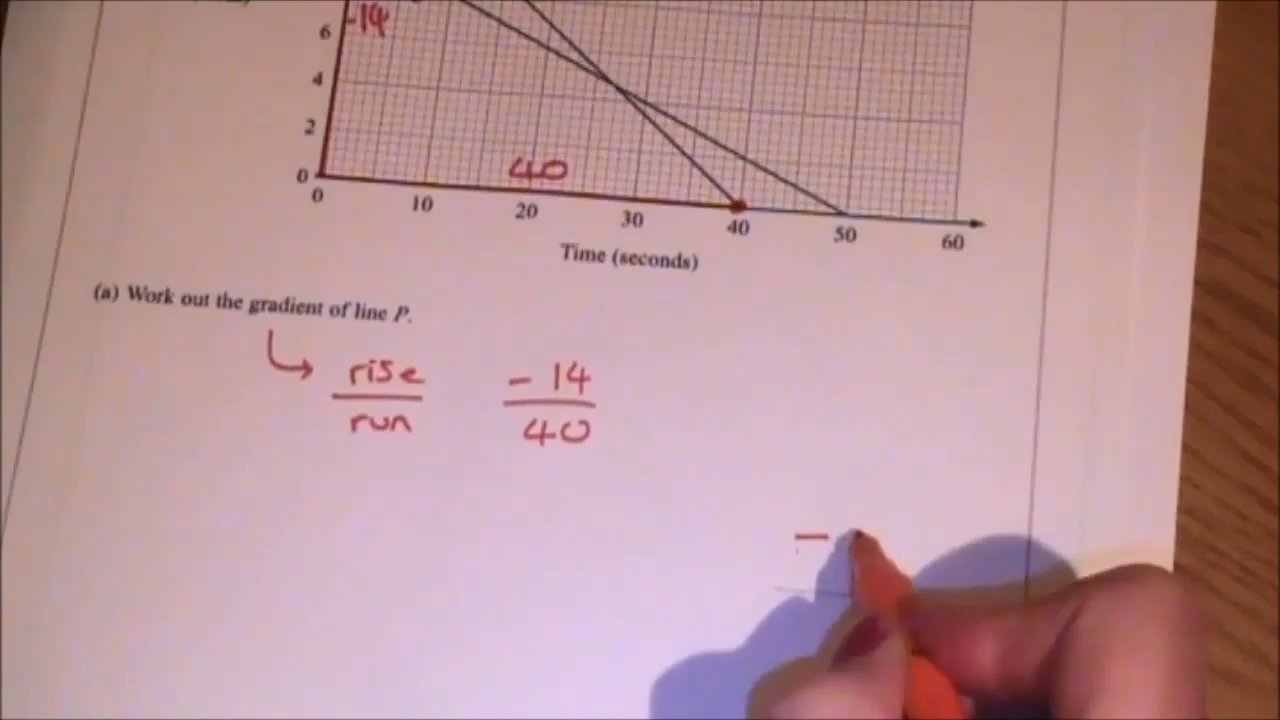 -14
6
4
2
0
40
0 10 20 30 40 50 60
Time (seconds)
(a) Work out the gradient of line P.
rise - 14
run 40
–